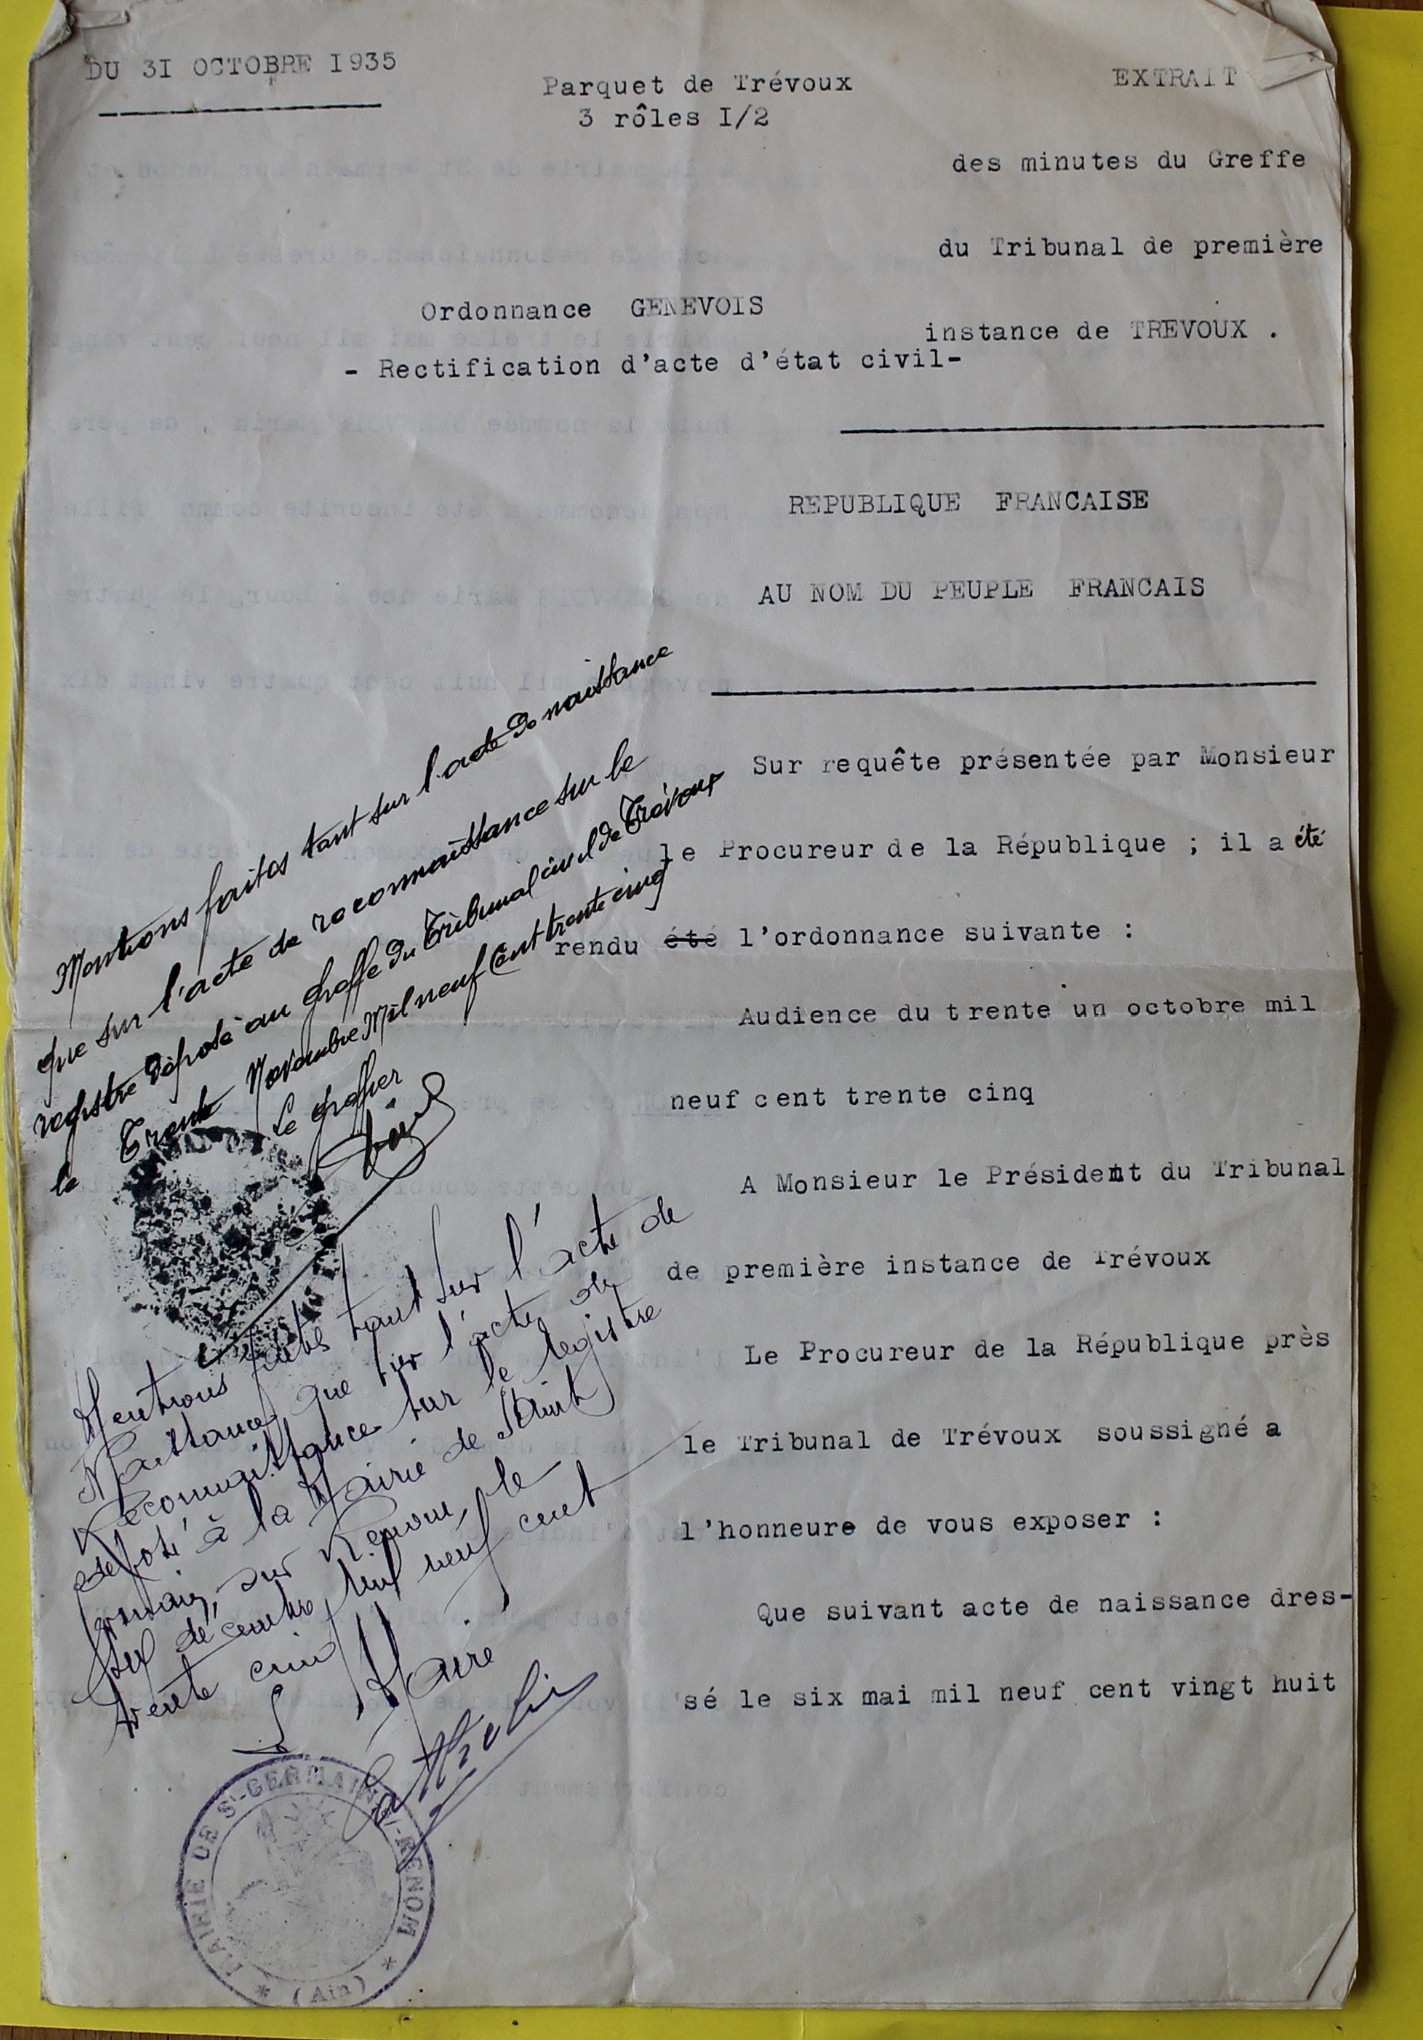 DU 3I OCTOBRE I935
Parquet de Trévoux
3 rôles I/2
EXTRAIT
des minutes du Greffe
du Tribunal de première
instance de TREVOUX .
Ordonnance GENEVOIS
- Rectification d'acte d'état civil-
REPUBLIQUE FRANCAISE
AU NOM DU PEUPLE FRANCAIS
Sur requête présentée par Monsieur
le Procureur de la République ; il a été
rendu été l'ordonnance suivante :
Audience du trente un octobre mil
neuf cent trente cinq
A Monsieur le Président du Tribunal
de première instance de Trévoux
Le Procureur de la République près
le Tribunal de Trévoux soussigné a
l'honneure de vous exposer :
Que suivant acte de naissance dres-
sé le six mai mil neuf cent vingt huit
Mentions faites tant sur l'acte de naissance
que sur l'acte de reconnaissance sur le
registre déposé au Greffe du Tribunal civil de Trévoux
le Trente Novembre Mil neuf Cent trente cinq
Le Greffier
Mentions faites tant sur l'acte de
Naissance que sur l'acte de
Reconnaissance sur le registre
déposé à la Mairie de Saint
Germain sur Renom, le
six décembre mil neuf cent
trente cinq
Le Maire
MAIRIE DE St-GERMAIN-s/-RENOM
* (Ain) *